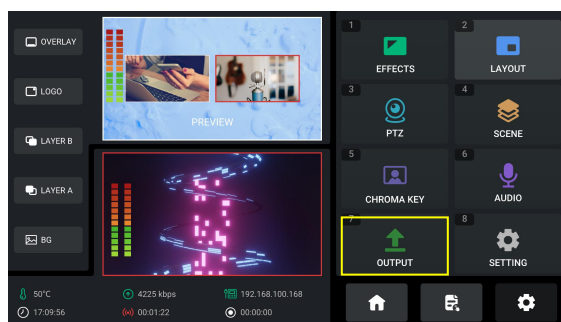 OVERLAY
LOGO
LAYER B
LAYER A
BG
PREVIEW
1
EFFECTS
2
LAYOUT
3
PTZ
4
SCENE
5
CHROMA KEY
6
AUDIO
7
OUTPUT
8
SETTING
50°C
4225 kbps
192.168.100.168
17:09:56
00:01:22
00:00:00